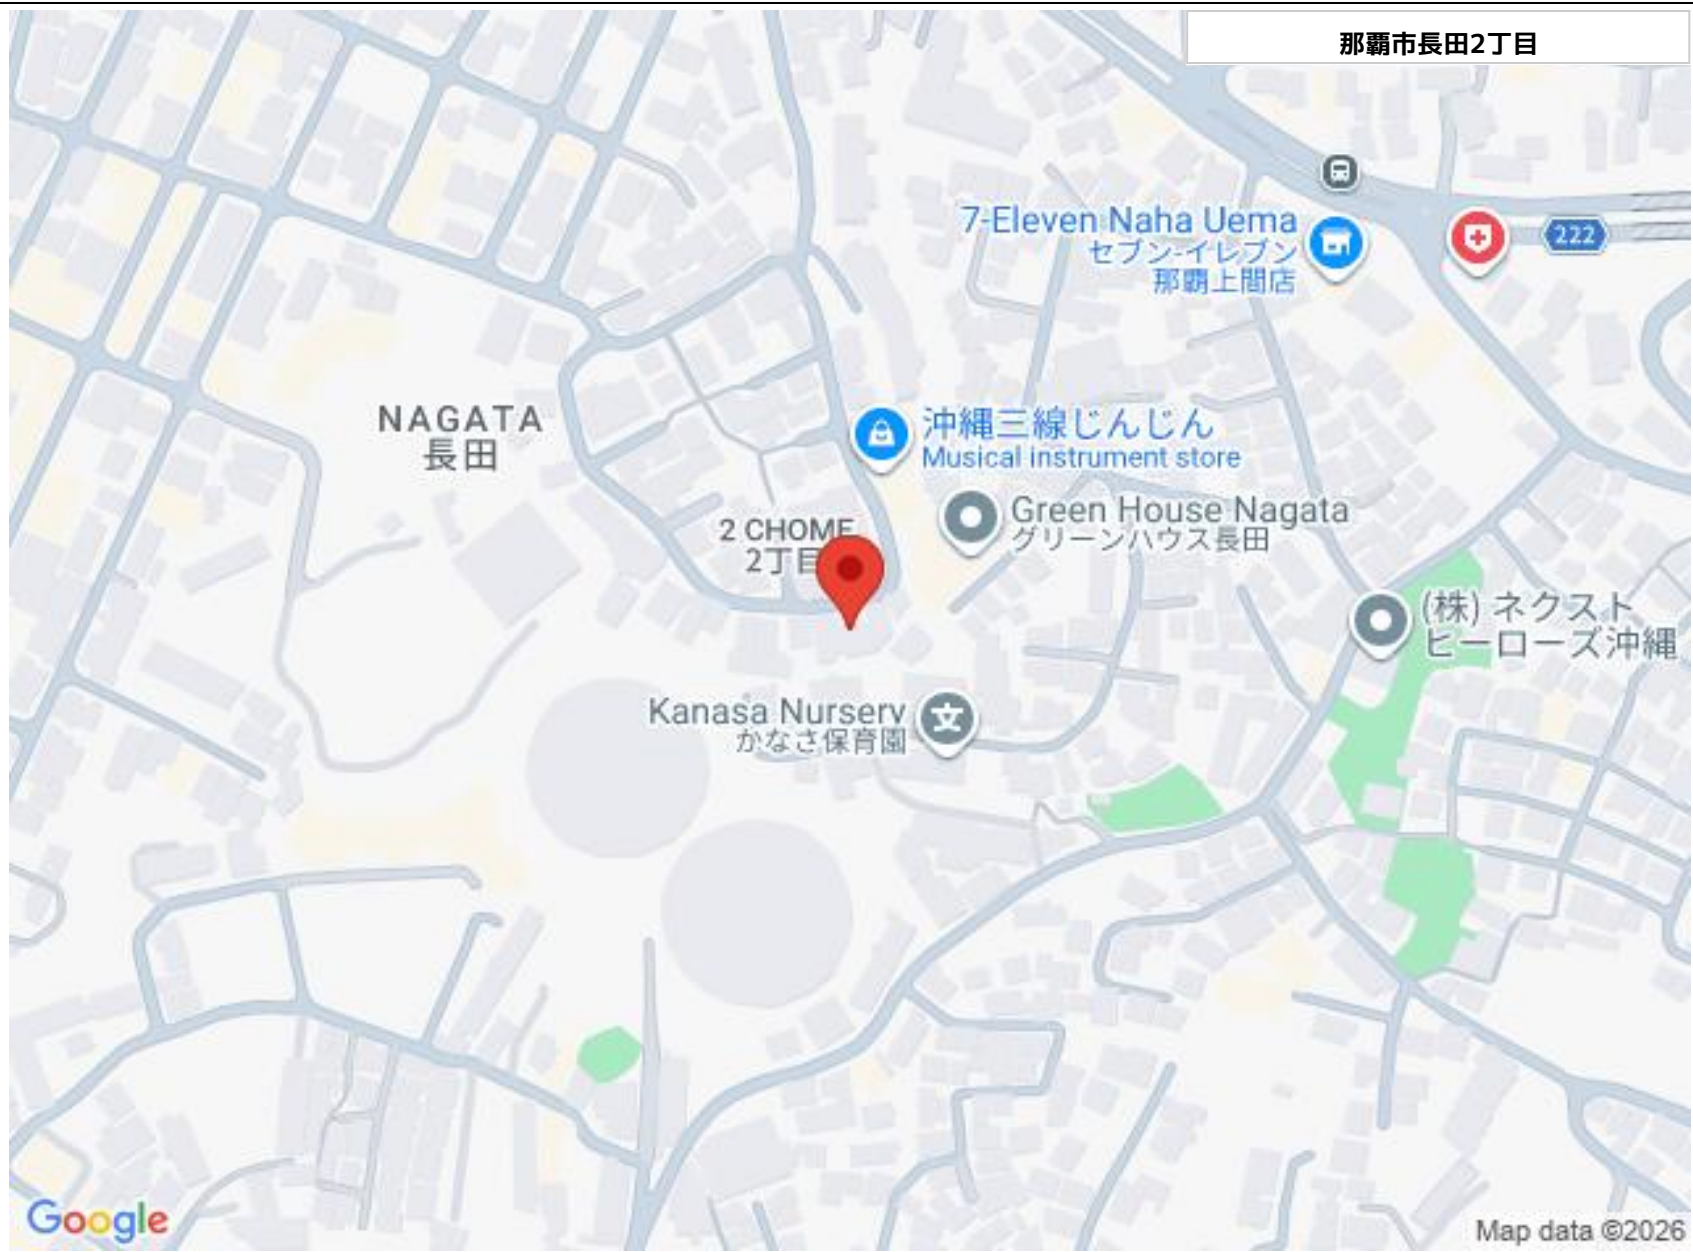 那覇市長田2丁目
7-Eleven Naha Uema
セブン-イレブン
那覇上間店
222
NAGATA
長田
沖縄三線じんじん
Musical instrument store
Green House Nagata
グリーンハウス長田
2 CHOME
2丁目
(株) ネクスト
ヒーローズ沖縄
Kanasa Nursery
かなさ保育園
文
Google
Map data ©2026